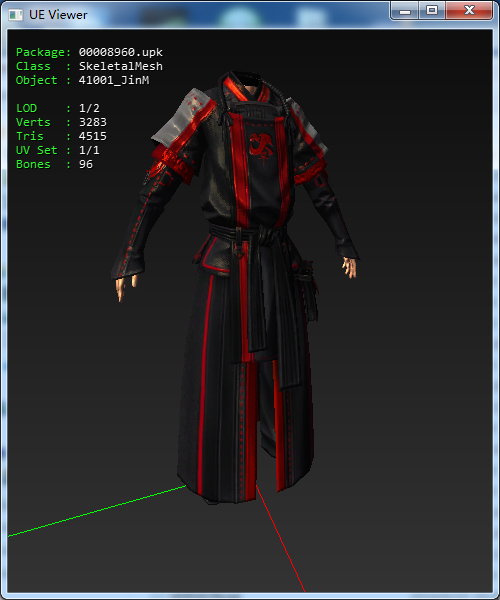 UE Viewer
Package: 00008960.upk
Class : SkeletalMesh
Object : 41001_JinM
LOD : 1/2
Verts : 3283
Tris : 4515
UV Set : 1/1
Bones : 96